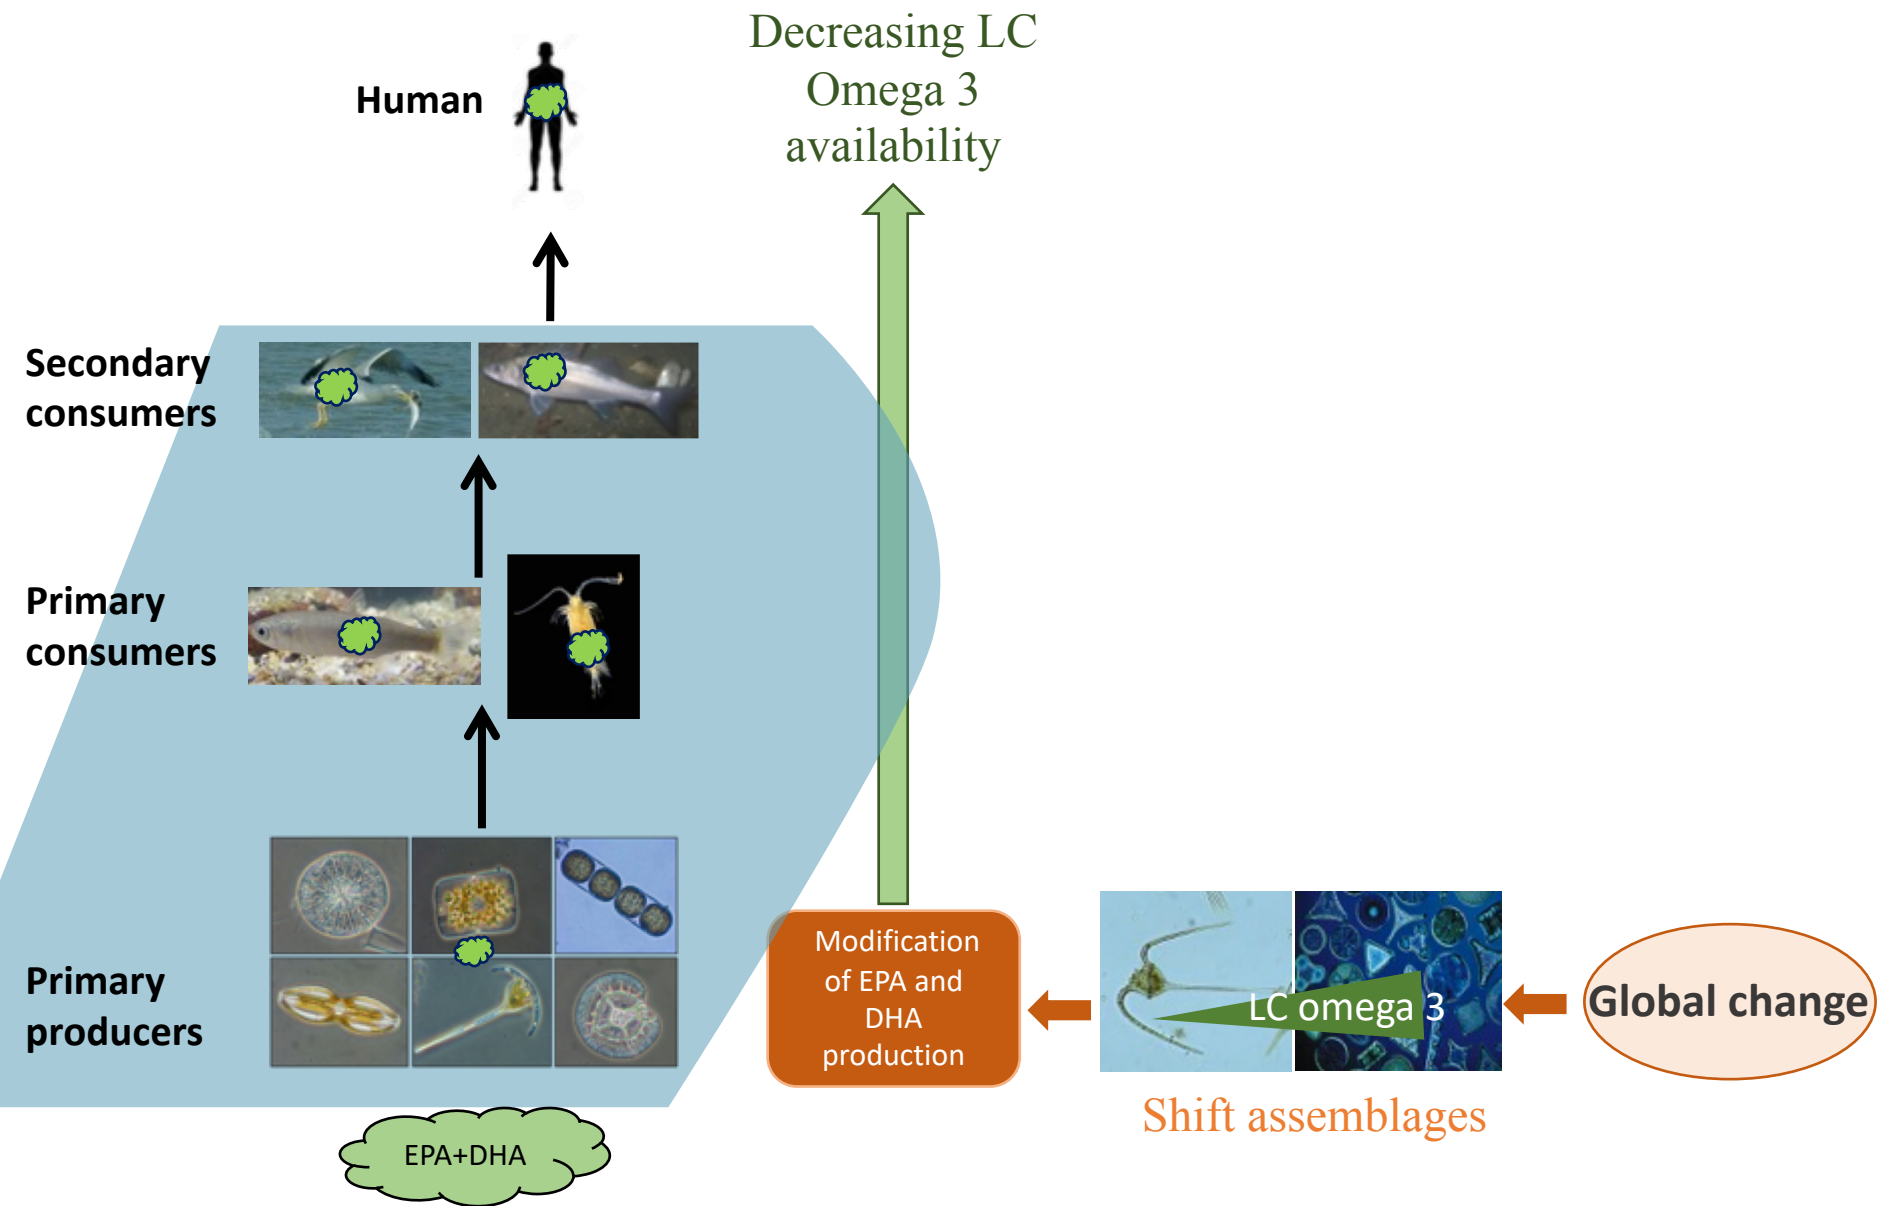 Decreasing LC
Omega 3
availability
Human
Secondary
consumers
Primary
consumers
Primary
producers
EPA+DHA
Modification
of EPA and
DHA
production
LC omega 3
Shift assemblages
Global change